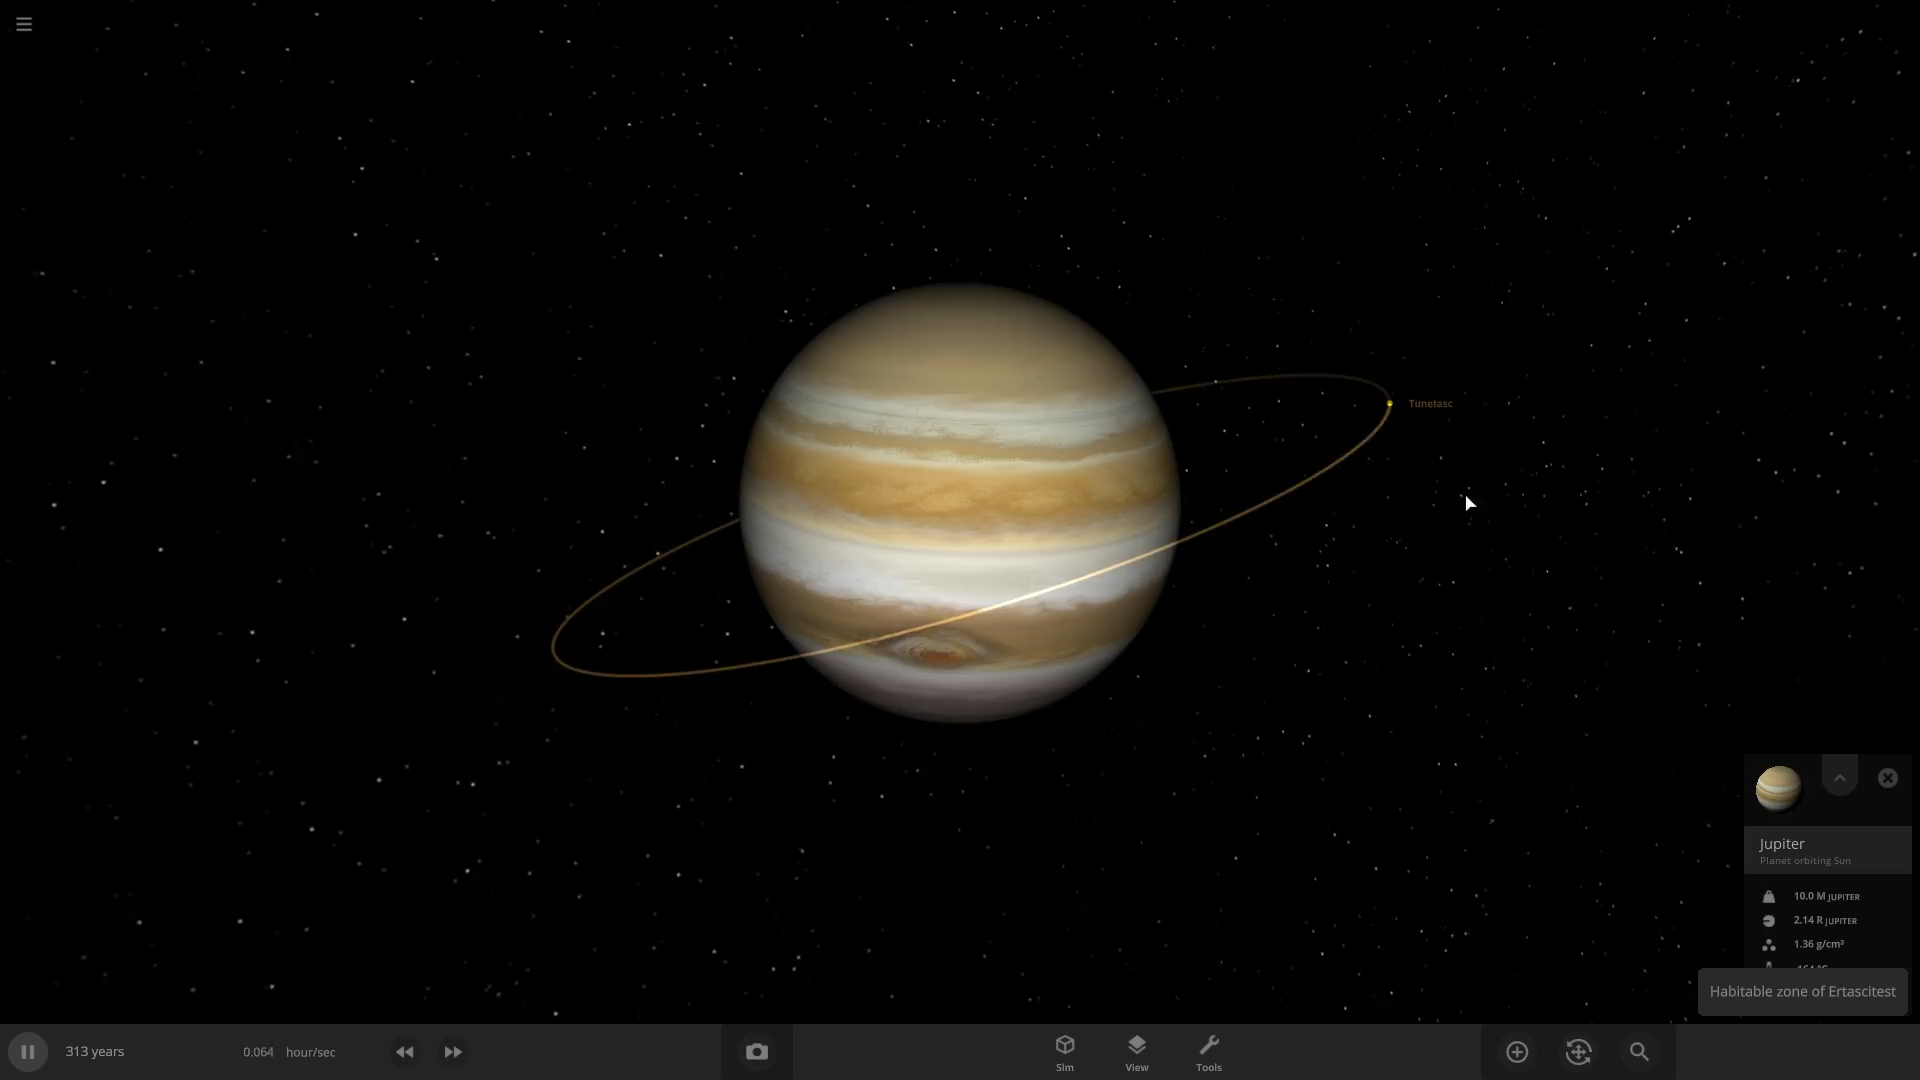 Tunetasc
Jupiter
Planet orbiting Sun
10.0 M JUPITER
2.14 R JUPITER
1.36 g/cm³
Habitable zone of Ertascitest
313 years
0.064 hour/sec
Sim
View
Tools